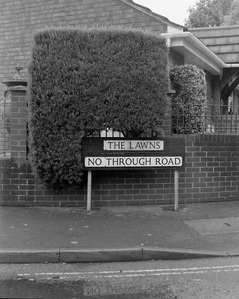 THE LAWNS
NO THROUGH ROAD